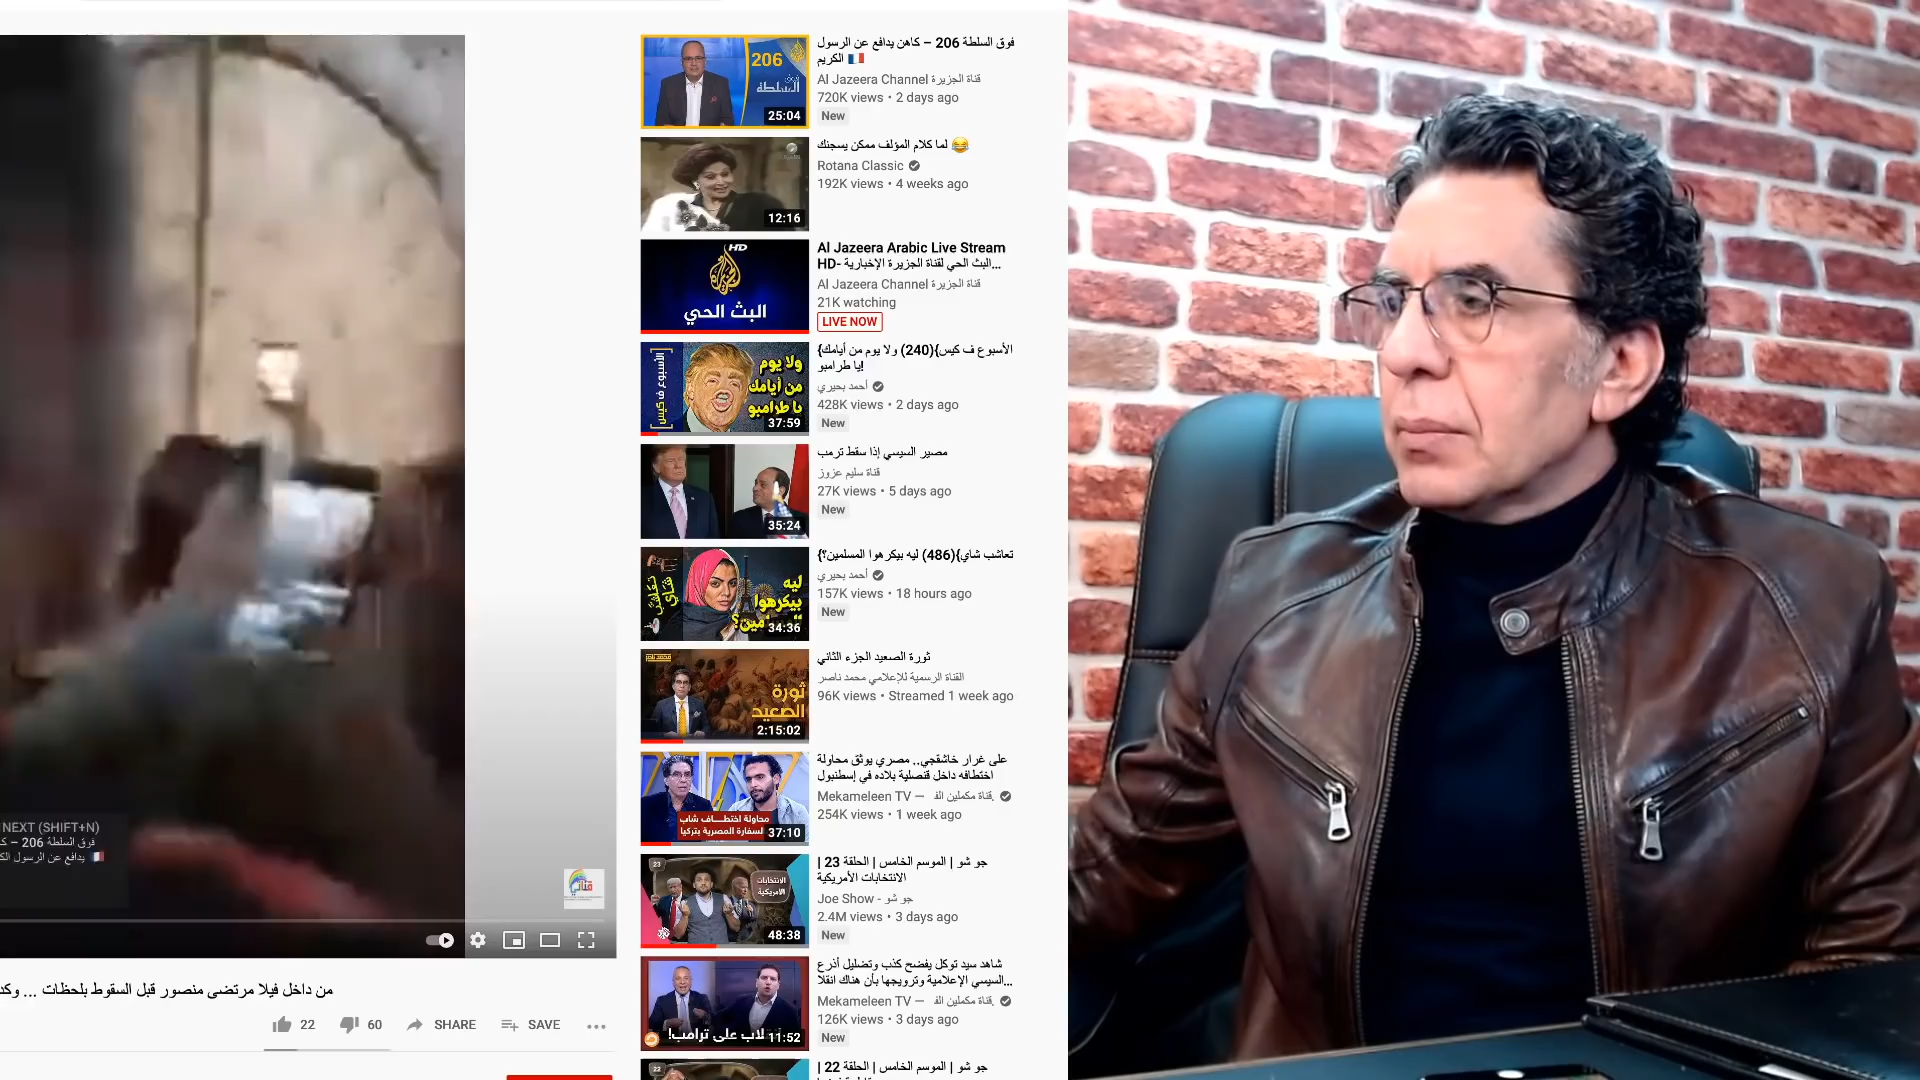 NEXT (SHIFT+N)
فوق السلطة 206 – ك
يدافع عن الرسول الك
قناتي
من داخل فيلا مرتضى منصور قبل السقوط بلحظات ... وكد
22
60
SHARE
SAVE
206
فوق السلطة
25:04
فوق السلطة 206 – كاهن يدافع عن الرسول
الكريم 🇫🇷
Al Jazeera Channel قناة الجزيرة
720K views • 2 days ago
New
12:16
لما كلام المؤلف ممكن يسجنك 😂
Rotana Classic
192K views • 4 weeks ago
HD
الجزيرة
البث الحي
Al Jazeera Arabic Live Stream
HD- البث الحي لقناة الجزيرة الإخبارية...
Al Jazeera Channel قناة الجزيرة
21K watching
LIVE NOW
[الأسبوع ف كيس]
ولا يوم
من أيامك
يا طرامبو
37:59
الأسبوع ف كيس}(240) ولا يوم من أيامك}
يا طرامبو!
أحمد بحيري
428K views • 2 days ago
New
35:24
مصير السيسي إذا سقط ترمب
قناة سليم عزوز
27K views • 5 days ago
New
تعاشب شاي
ليه
بيكرهوا
34:36
تعاشب شاي}(486) ليه بيكرهوا المسلمين؟}
أحمد بحيري
157K views • 18 hours ago
New
محمد ناصر
ثورة
الصعيد
2:15:02
ثورة الصعيد الجزء الثاني
القناة الرسمية للإعلامي محمد ناصر
96K views • Streamed 1 week ago
محاولة اختطاف شاب
السفارة المصرية بتركيا
37:10
على غرار خاشقجي.. مصري يوثق محاولة
اختطافه داخل قنصلية بلاده في إسطنبول
Mekameleen TV — قناة مكملين الف.
254K views • 1 week ago
23
الانتخابات
الأمريكية
48:38
جو شو | الموسم الخامس | الحلقة 23 |
الانتخابات الأمريكية
Joe Show - جو شو
2.4M views • 3 days ago
New
لاب على ترامب!
11:52
شاهد سيد توكل يفضح كذب وتضليل أذرع
السيسي الإعلامية وترويجها بأن هناك انقلا...
Mekameleen TV — قناة مكملين الف.
126K views • 3 days ago
New
22
جو شو | الموسم الخامس | الحلقة 22 |